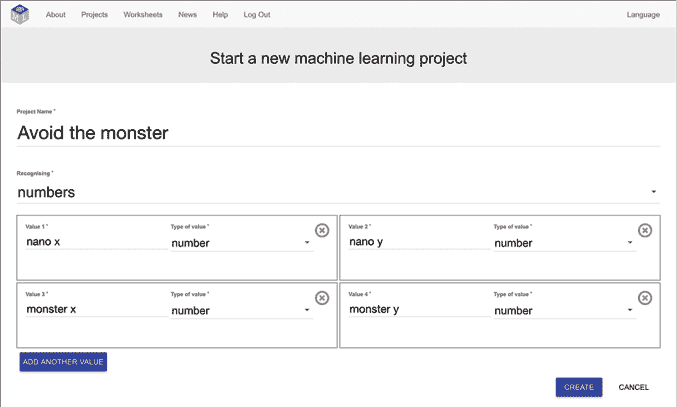 About Projects Worksheets News Help Log Out Language
Start a new machine learning project
Project Name *
Avoid the monster
Recognising *
numbers
Value 1 * Type of value * Value 2 * Type of value *
nano x number nano y number
Value 3 * Type of value * Value 4 * Type of value *
monster x number monster y number
ADD ANOTHER VALUE
CREATE CANCEL